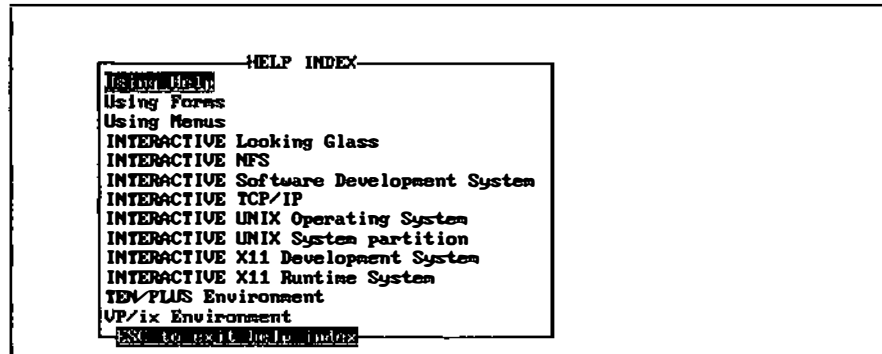 HELP INDEX
Using Help
Using Forms
Using Menus
INTERACTIVE Looking Glass
INTERACTIVE NFS
INTERACTIVE Software Development System
INTERACTIVE TCP/IP
INTERACTIVE UNIX Operating System
INTERACTIVE UNIX System partition
INTERACTIVE X11 Development System
INTERACTIVE X11 Runtime System
TEN/PLUS Environment
VP/ix Environment
ESC to exit help index